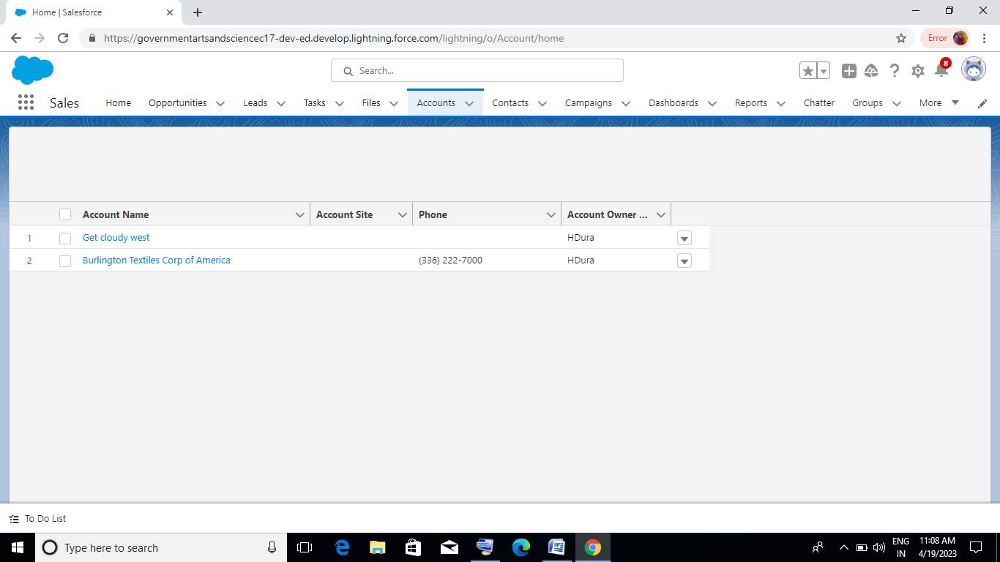 Home | Salesforce
https://governmentartsandsciencec17-dev-ed.develop.lightning.force.com/lightning/o/Account/home
Error
Search...
8
Sales Home Opportunities Leads Tasks Files Accounts Contacts Campaigns Dashboards Reports Chatter Groups More
Account Name Account Site Phone Account Owner ...
1 Get cloudy west HDura
2 Burlington Textiles Corp of America (336) 222-7000 HDura
To Do List
Type here to search
ENG 11:08 AM
IN 4/19/2023